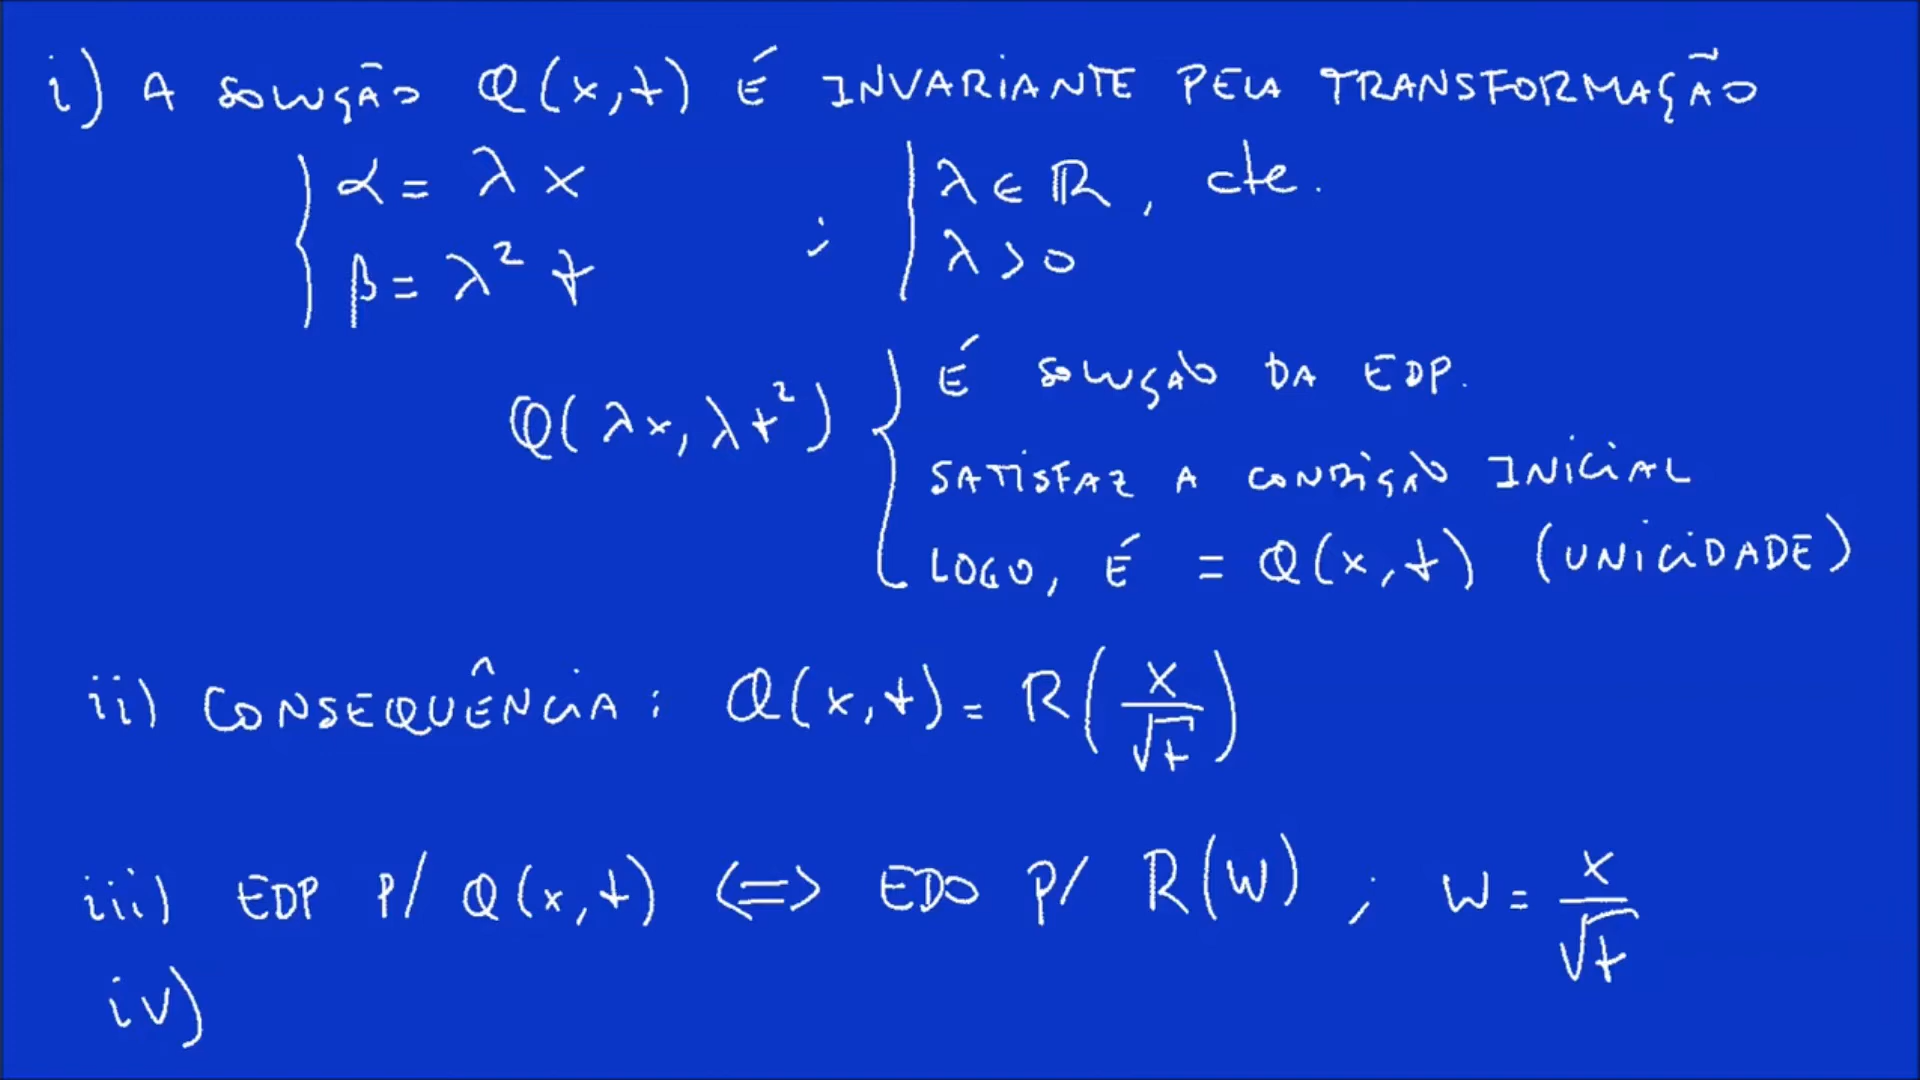 i) A SOLUÇÃO Q(x,t) É INVARIANTE PELA TRANSFORMAÇÃO
α = λ x ; λ ∈ ℝ, cte.
β = λ² t λ > 0
Q(λx, λt²) É SOLUÇÃO DA EDP.
SATISFAZ A CONDIÇÃO INICIAL
LOGO, É = Q(x,t) (UNICIDADE)
ii) CONSEQUÊNCIA : Q(x,t) = R(x/√t)
iii) EDP P/ Q(x,t) <=> EDO P/ R(W) ; W = x/√t
iv)